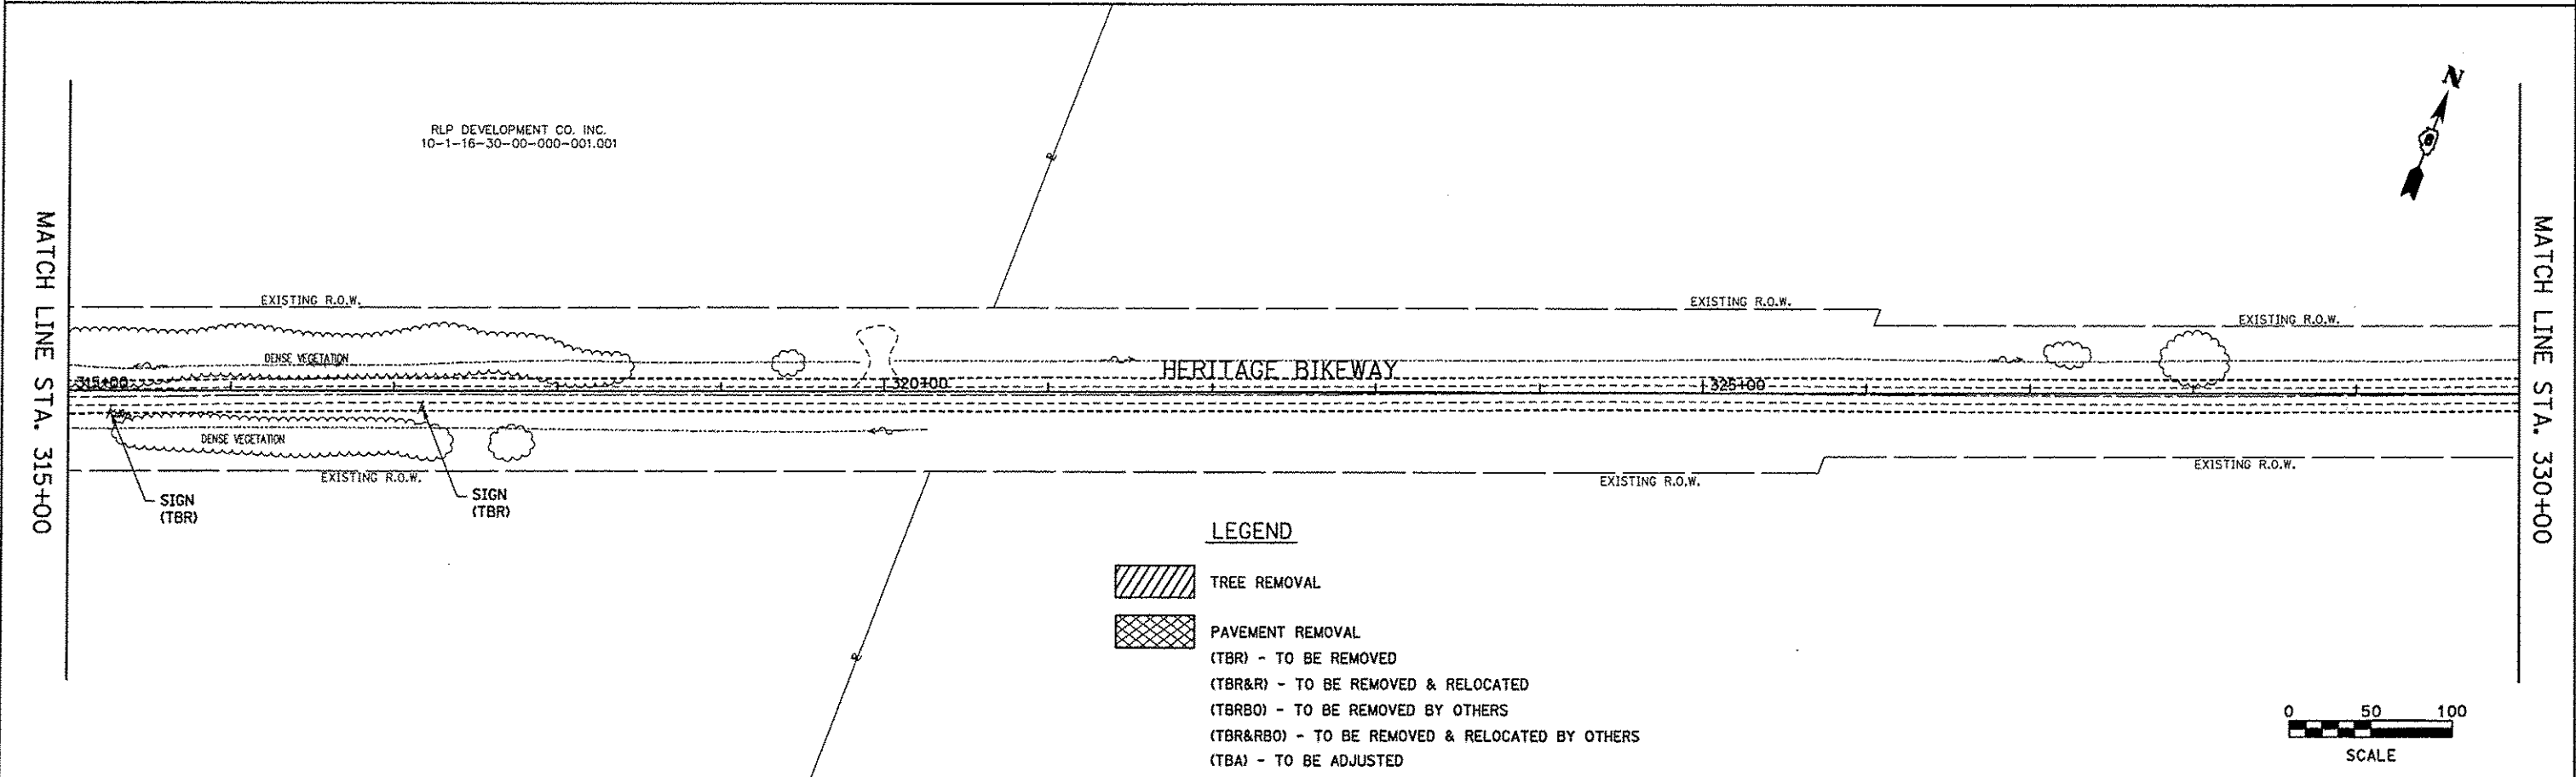 N
RLP DEVELOPMENT CO. INC.
10-1-16-30-00-000-001.001
MATCH LINE STA. 315+00
MATCH LINE STA. 330+00
EXISTING R.O.W.
EXISTING R.O.W.
EXISTING R.O.W.
DENSE VEGETATION
HERITAGE BIKEWAY
315+00
320+00
325+00
DENSE VEGETATION
EXISTING R.O.W.
EXISTING R.O.W.
EXISTING R.O.W.
SIGN
(TBR)
SIGN
(TBR)
LEGEND
TREE REMOVAL
PAVEMENT REMOVAL
(TBR) - TO BE REMOVED
(TBR&R) - TO BE REMOVED & RELOCATED
(TBRBO) - TO BE REMOVED BY OTHERS
(TBR&RBO) - TO BE REMOVED & RELOCATED BY OTHERS
(TBA) - TO BE ADJUSTED
0 50 100
SCALE